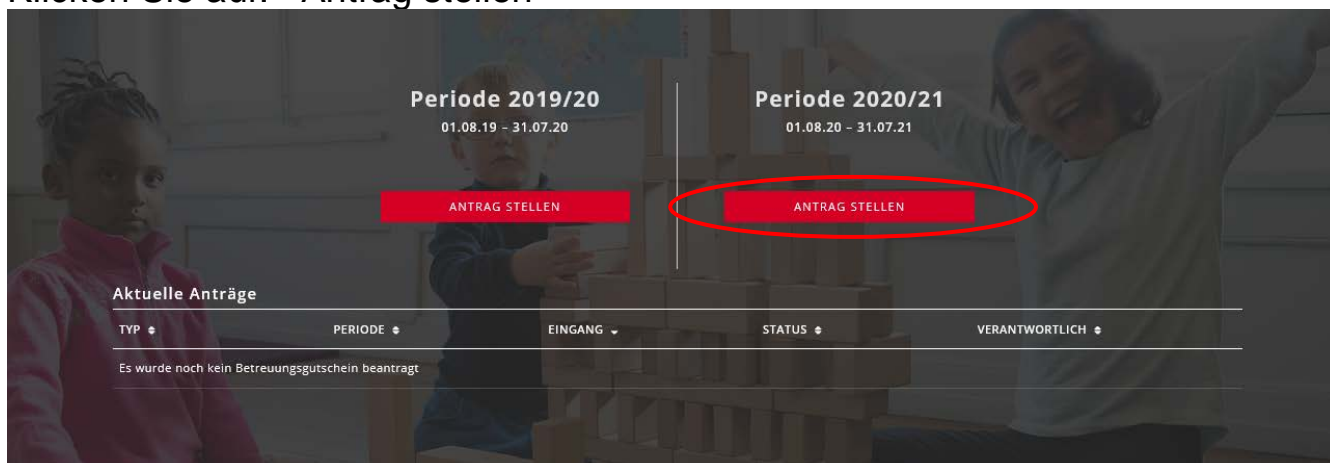 Klicken Sie auf: "Antrag stellen"
Periode 2019/20
01.08.19 – 31.07.20
ANTRAG STELLEN
Periode 2020/21
01.08.20 – 31.07.21
ANTRAG STELLEN
Aktuelle Anträge
TYP PERIODE EINGANG STATUS VERANTWORTLICH
Es wurde noch kein Betreuungsgutschein beantragt